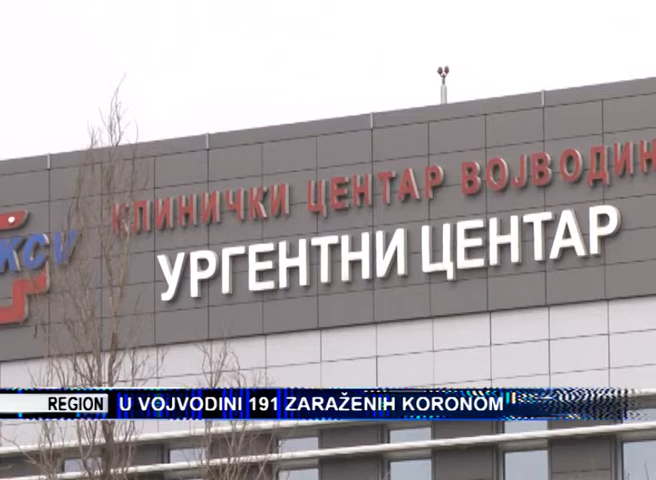 КЛИНИЧКИ ЦЕНТАР ВОЈВОДИН
KCV
УРГЕНТНИ ЦЕНТАР
REGION U VOJVODINI 191 ZARAŽENIH KORONOM